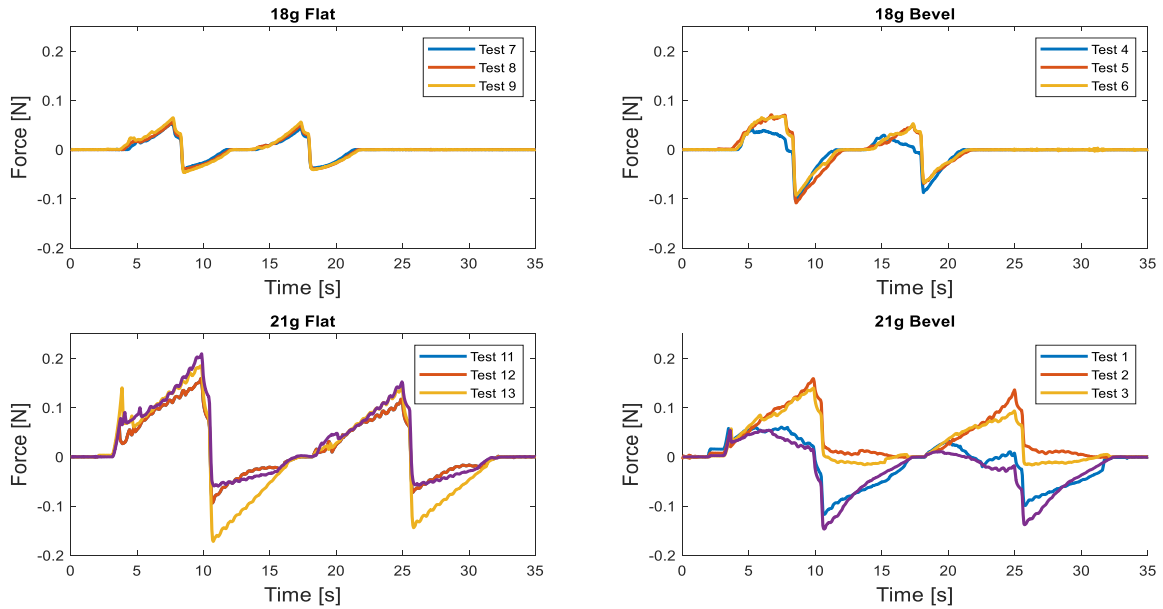 18g Flat
0.2
0.1
0
-0.1
-0.2
Force [N]
0 5 10 15 20 25 30 35
Time [s]
Test 7
Test 8
Test 9
18g Bevel
0.2
0.1
0
-0.1
-0.2
Force [N]
0 5 10 15 20 25 30 35
Time [s]
Test 4
Test 5
Test 6
21g Flat
0.2
0.1
0
-0.1
-0.2
Force [N]
0 5 10 15 20 25 30 35
Time [s]
Test 11
Test 12
Test 13
21g Bevel
0.2
0.1
0
-0.1
-0.2
Force [N]
0 5 10 15 20 25 30 35
Time [s]
Test 1
Test 2
Test 3